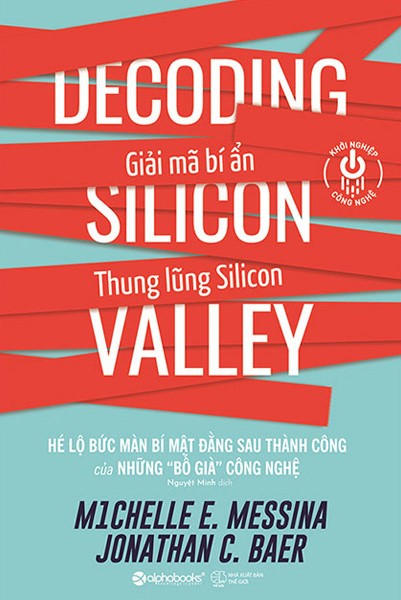 DECODING
Giải mã bí ẩn
KHỞI NGHIỆP
CÔNG NGHỆ
SILICON
Thung lũng Silicon
VALLEY
HÉ LỘ BỨC MÀN BÍ MẬT ĐẰNG SAU THÀNH CÔNG
của NHỮNG “BỐ GIÀ” CÔNG NGHỆ
Nguyệt Minh dịch
MICHELLE E. MESSINA
JONATHAN C. BAER
alphabooks®
NHÀ XUẤT BẢN
THẾ GIỚI